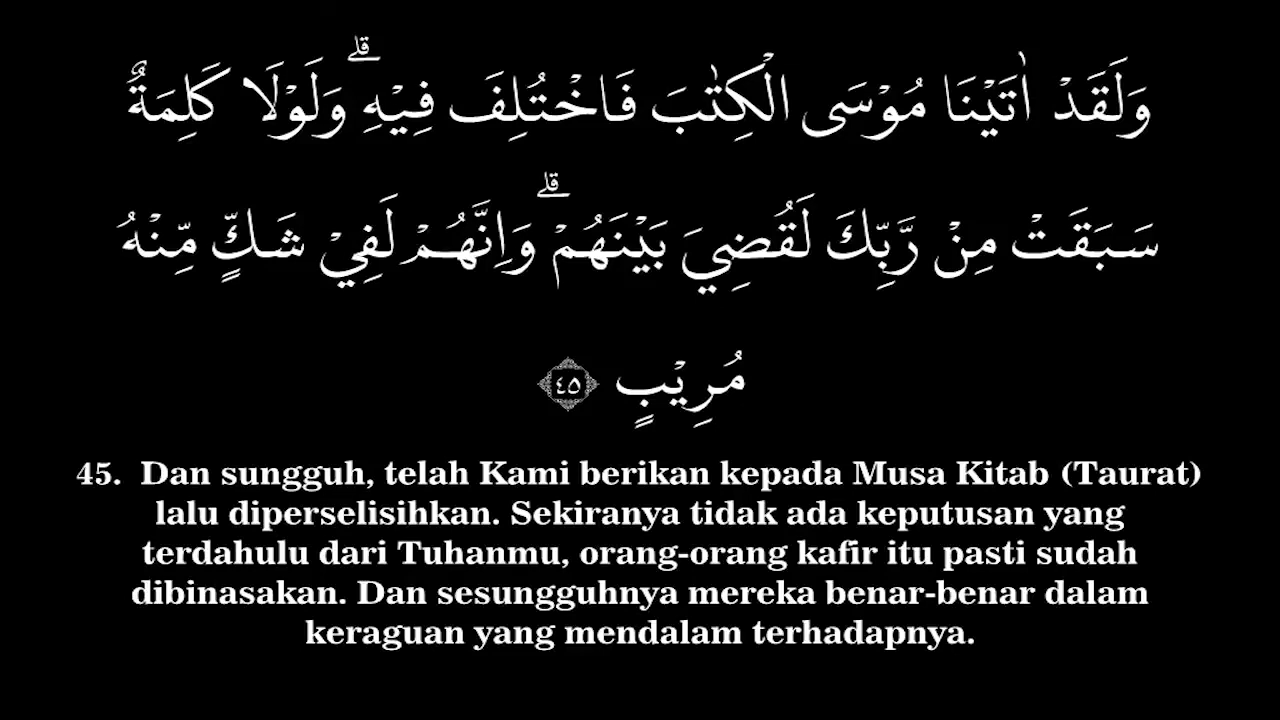 وَلَقَدْ اٰتَيْنَا مُوْسَى الْكِتٰبَ فَاخْتُلِفَ فِيْهِ ۗ وَلَوْلَا كَلِمَةٌ
سَبَقَتْ مِنْ رَّبِّكَ لَقُضِيَ بَيْنَهُمْ ۗ وَاِنَّهُمْ لَفِيْ شَكٍّ مِّنْهُ
مُرِيْبٍ ٤٥
45. Dan sungguh, telah Kami berikan kepada Musa Kitab (Taurat)
lalu diperselisihkan. Sekiranya tidak ada keputusan yang
terdahulu dari Tuhanmu, orang-orang kafir itu pasti sudah
dibinasakan. Dan sesungguhnya mereka benar-benar dalam
keraguan yang mendalam terhadapnya.